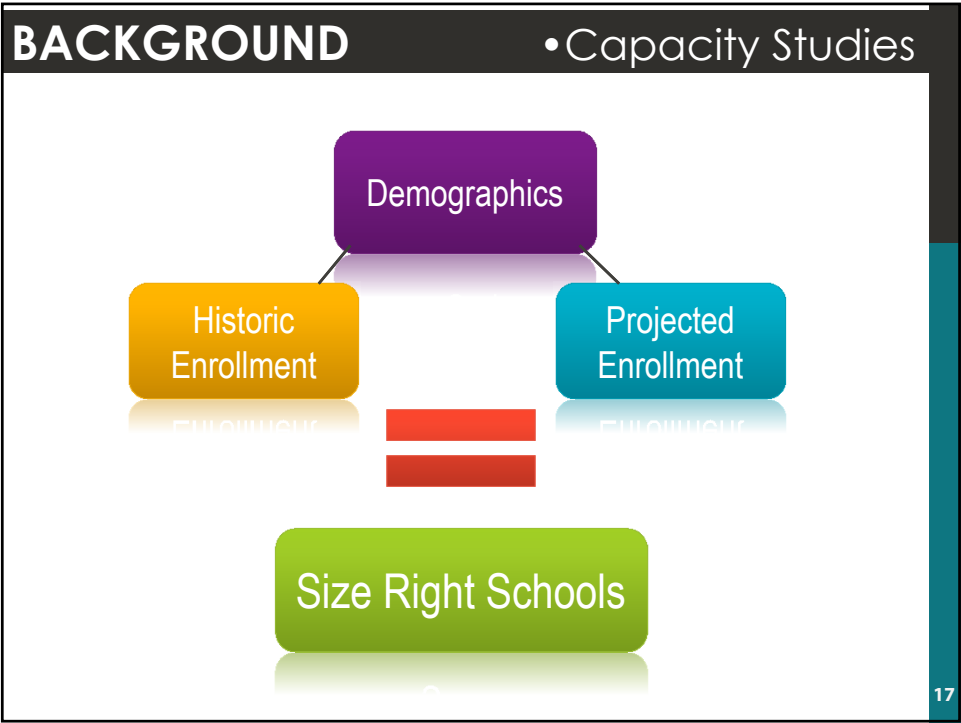 BACKGROUND •Capacity Studies
Demographics
Historic
Enrollment
Projected
Enrollment
Size Right Schools
17